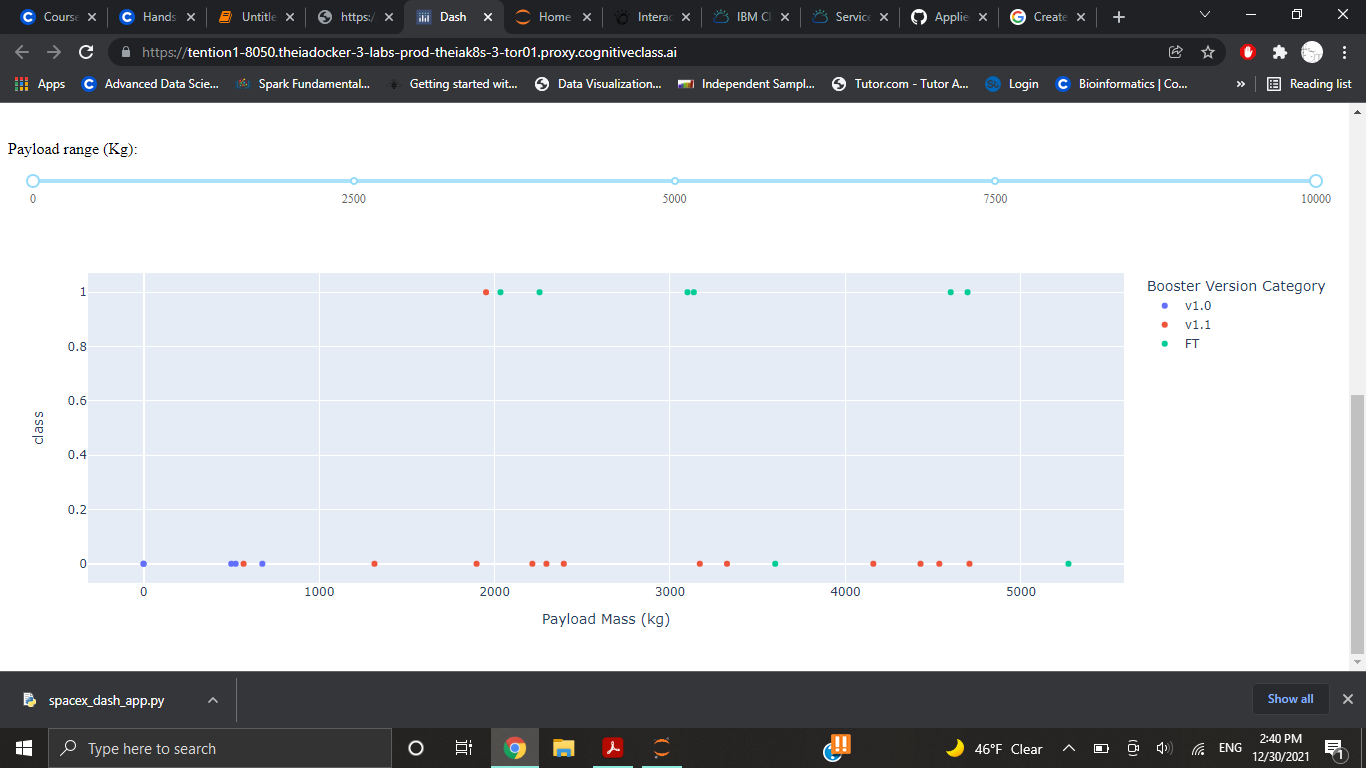 Course
Hands
Untitle
https:/
Dash
Home
Interac
IBM Cl
Service
Applie
Create
https://tention1-8050.theiadocker-3-labs-prod-theiak8s-3-tor01.proxy.cognitiveclass.ai
Apps
Advanced Data Scie...
Spark Fundamental...
Getting started wit...
Data Visualization...
Independent Sampl...
Tutor.com - Tutor A...
Login
Bioinformatics | Co...
»
Reading list
Payload range (Kg):
0 2500 5000 7500 10000
Booster Version Category
v1.0
v1.1
FT
class
1
0.8
0.6
0.4
0.2
0
0 1000 2000 3000 4000 5000
Payload Mass (kg)
spacex_dash_app.py
Show all
Type here to search
46°F Clear
ENG
2:40 PM
12/30/2021
1